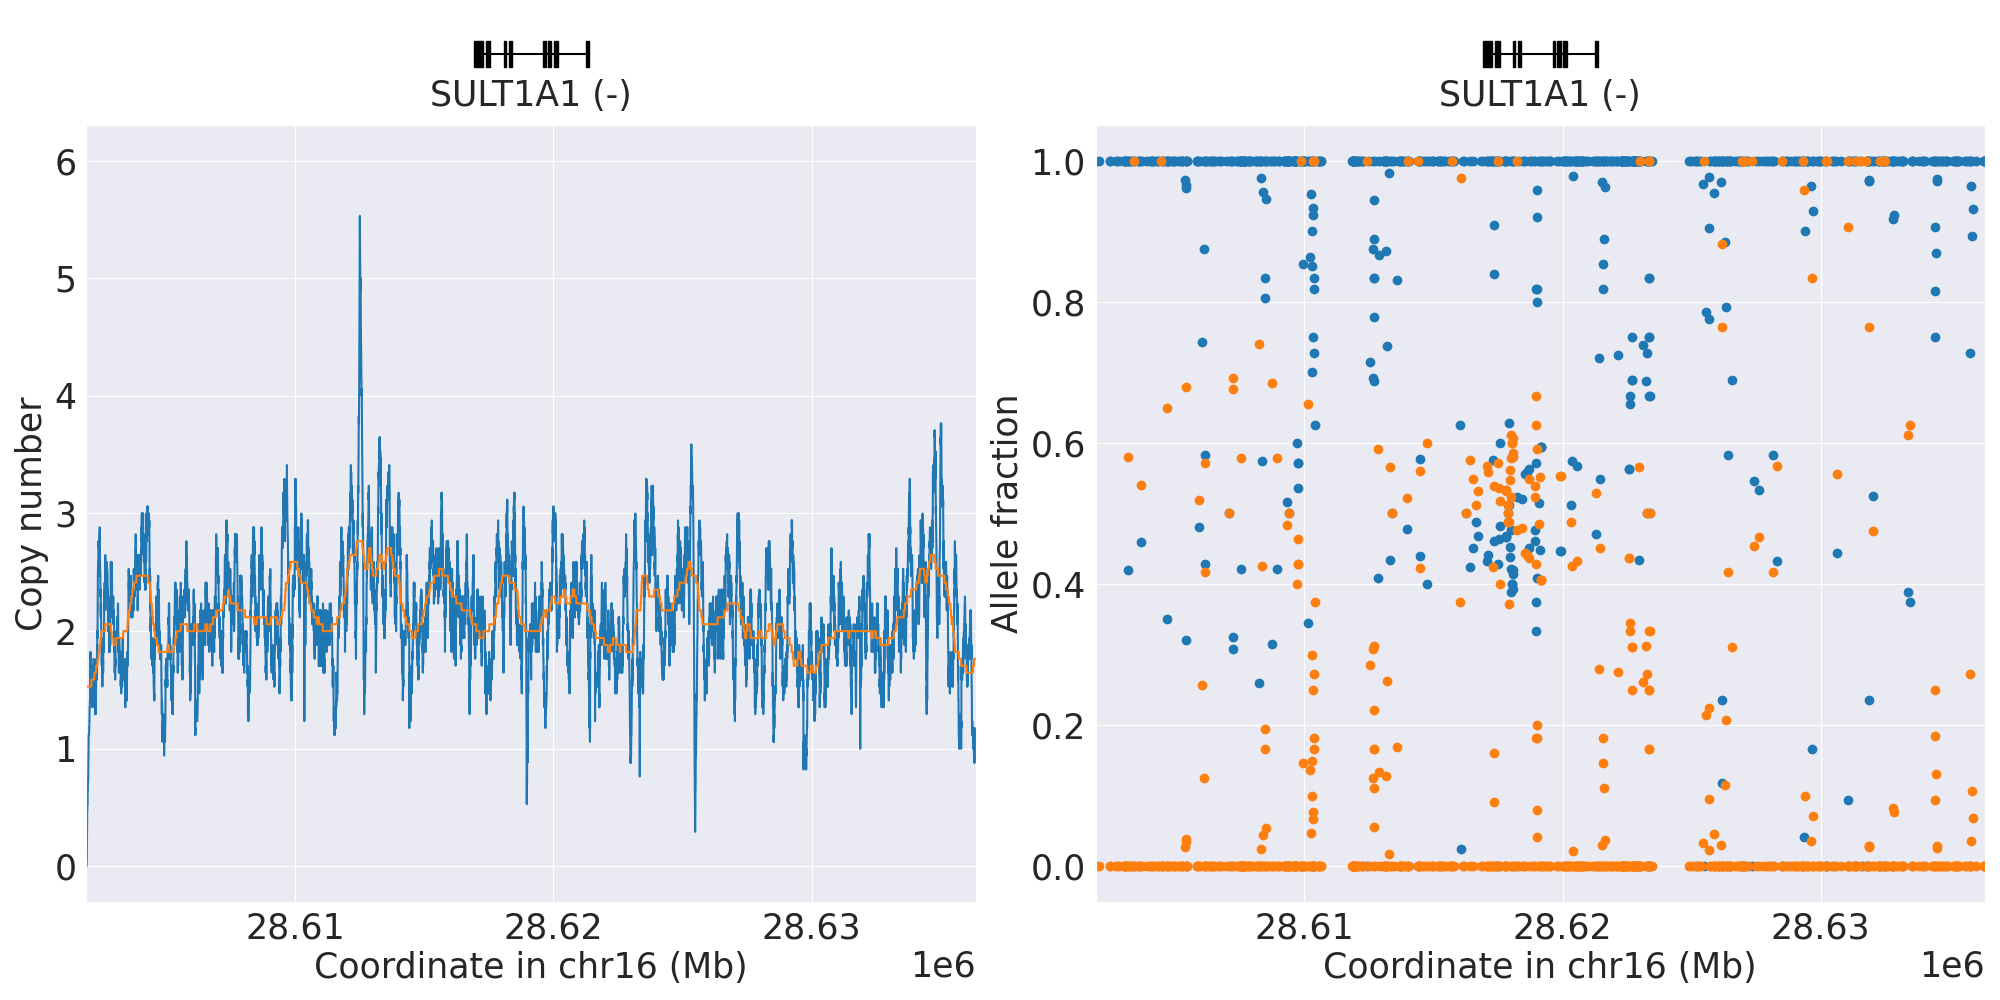 SULT1A1 (-)
SULT1A1 (-)
Copy number
6
5
4
3
2
1
0
28.61
28.62
28.63
Coordinate in chr16 (Mb)
1e6
Allele fraction
1.0
0.8
0.6
0.4
0.2
0.0
28.61
28.62
28.63
Coordinate in chr16 (Mb)
1e6